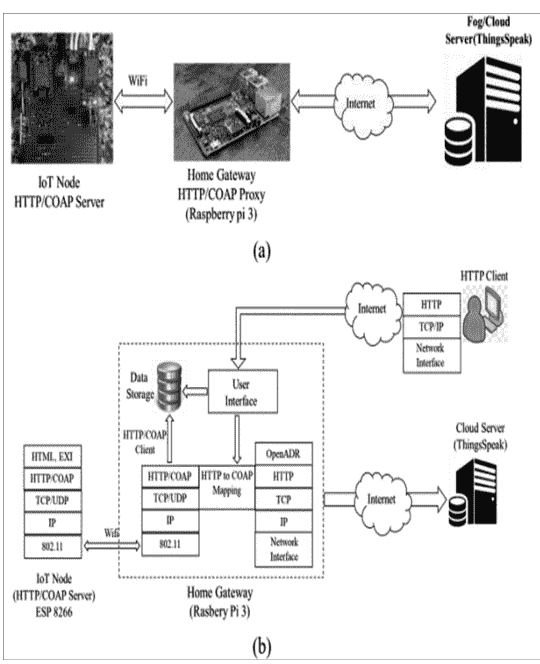 Fog/Cloud
Server(ThingsSpeak)
WiFi
Internet
IoT Node
HTTP/COAP Server
Home Gateway
HTTP/COAP Proxy
(Raspberry pi 3)
(a)
HTTP Client
Internet
HTTP
TCP/IP
Network
Interface
Data
Storage
User
Interface
HTTP/COAP
Client
Cloud Server
(ThingsSpeak)
HTML, EXI
HTTP/COAP
TCP/UDP
IP
802.11
Wifi
HTTP/COAP
TCP/UDP
IP
802.11
HTTP to COAP
Mapping
OpenADR
HTTP
TCP
IP
Network
Interface
Internet
IoT Node
(HTTP/COAP Server)
ESP 8266
Home Gateway
(Rasbery Pi 3)
(b)